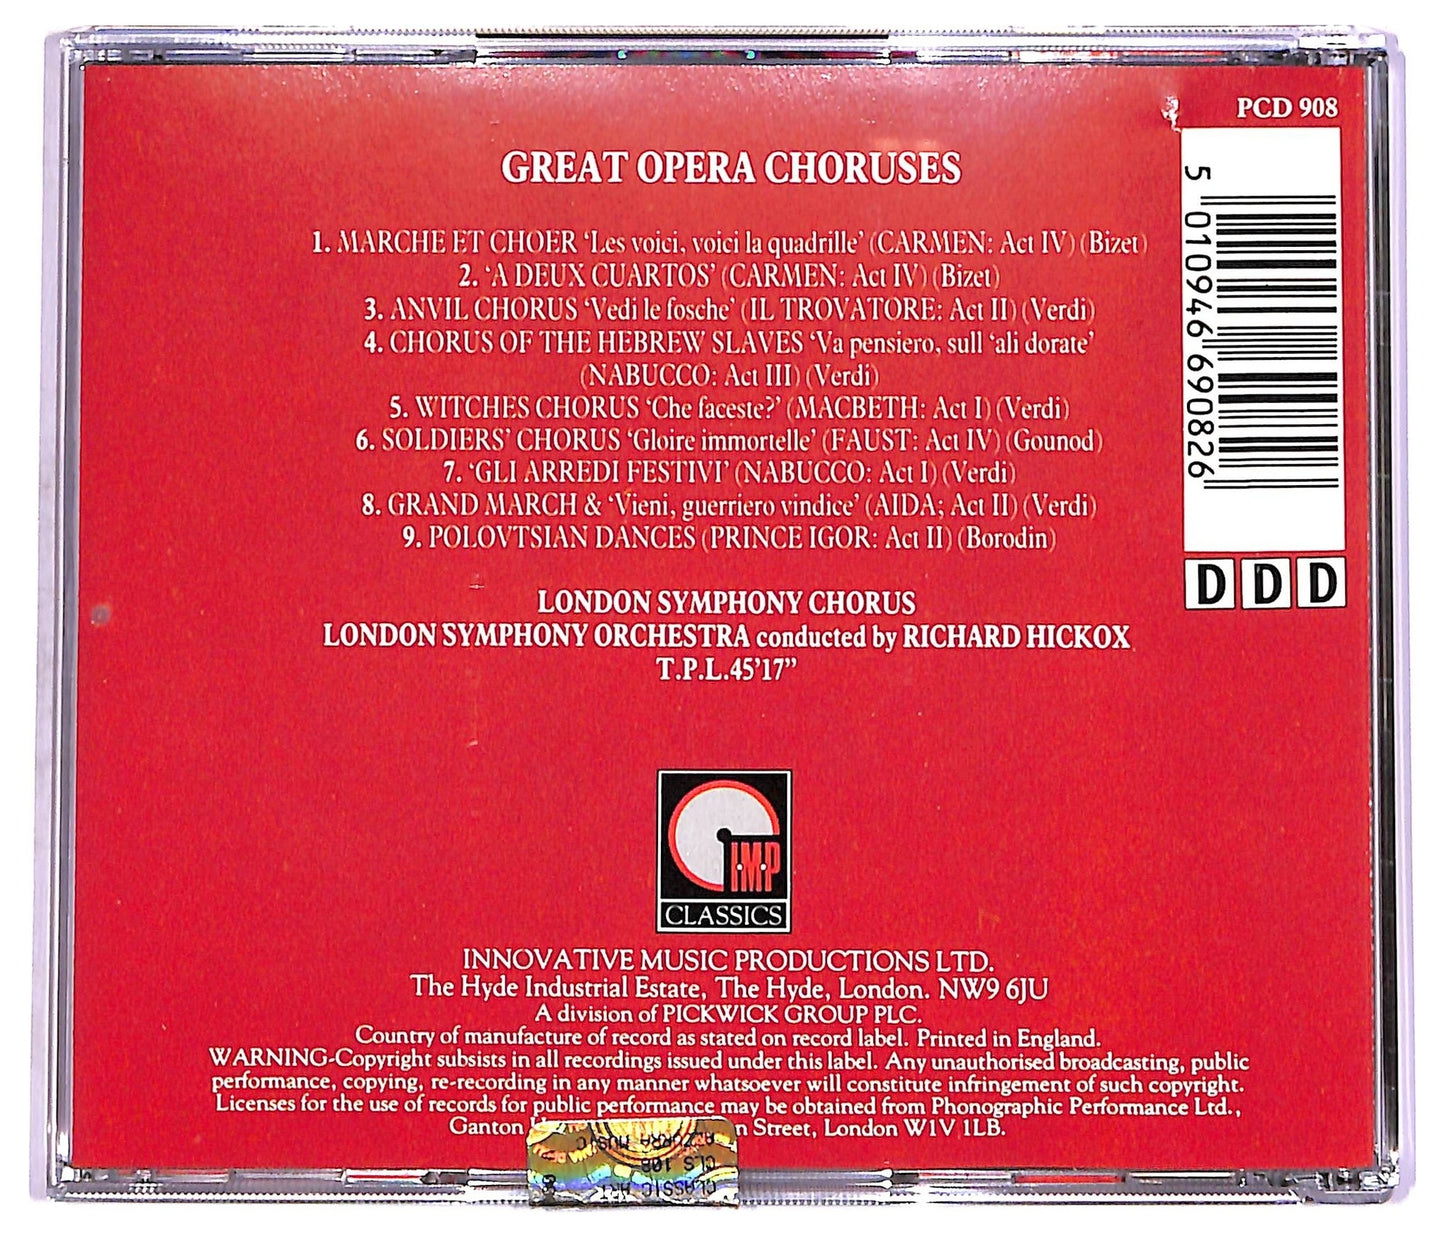 PCD 908
GREAT OPERA CHORUSES
1. MARCHE ET CHOER ‘Les voici, voici la quadrille’ (CARMEN: Act IV) (Bizet)
2. ‘A DEUX CUARTOS’ (CARMEN: Act IV) (Bizet)
3. ANVIL CHORUS ‘Vedi le fosche’ (IL TROVATORE: Act II) (Verdi)
4. CHORUS OF THE HEBREW SLAVES ‘Va pensiero, sull ‘ali dorate’
(NABUCCO: Act III) (Verdi)
5. WITCHES CHORUS ‘Che faceste?’ (MACBETH: Act I) (Verdi)
6. SOLDIERS’ CHORUS ‘Gloire immortelle’ (FAUST: Act IV) (Gounod)
7. ‘GLI ARREDI FESTIVI’ (NABUCCO: Act I) (Verdi)
8. GRAND MARCH & ‘Vieni, guerriero vindice’ (AIDA; Act II) (Verdi)
9. POLOVTSIAN DANCES (PRINCE IGOR: Act II) (Borodin)
5 010946 690826
DDD
LONDON SYMPHONY CHORUS
LONDON SYMPHONY ORCHESTRA conducted by RICHARD HICKOX
T.P.L.45’17”
I·M·P
CLASSICS
INNOVATIVE MUSIC PRODUCTIONS LTD.
The Hyde Industrial Estate, The Hyde, London. NW9 6JU
A division of PICKWICK GROUP PLC.
Country of manufacture of record as stated on record label. Printed in England.
WARNING-Copyright subsists in all recordings issued under this label. Any unauthorised broadcasting, public
performance, copying, re-recording in any manner whatsoever will constitute infringement of such copyright.
Licenses for the use of records for public performance may be obtained from Phonographic Performance Ltd.,
Ganton Street, London W1V 1LB.
AZZURRA MUSIC
CLS 108
CLASSIC ART